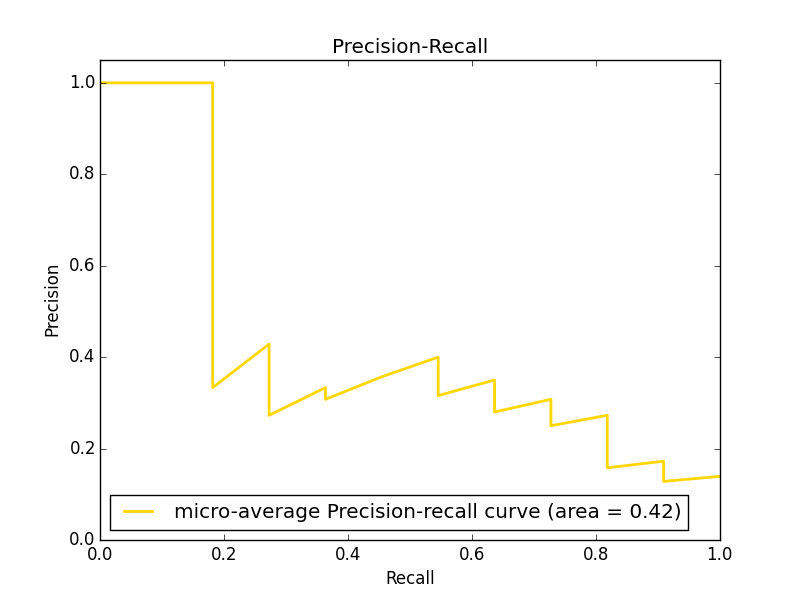 Precision-Recall
1.0
0.8
0.6
0.4
0.2
0.0
Precision
micro-average Precision-recall curve (area = 0.42)
0.0 0.2 0.4 0.6 0.8 1.0
Recall